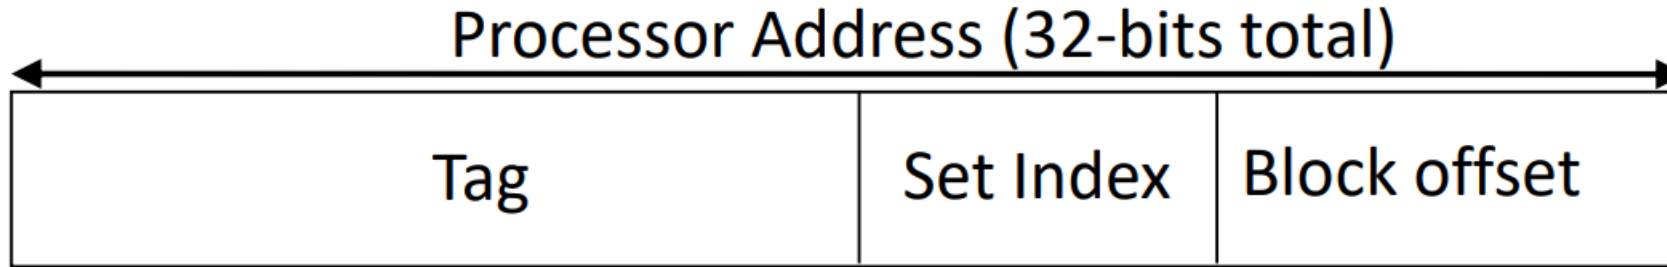 Processor Address (32-bits total)
Tag Set Index Block offset